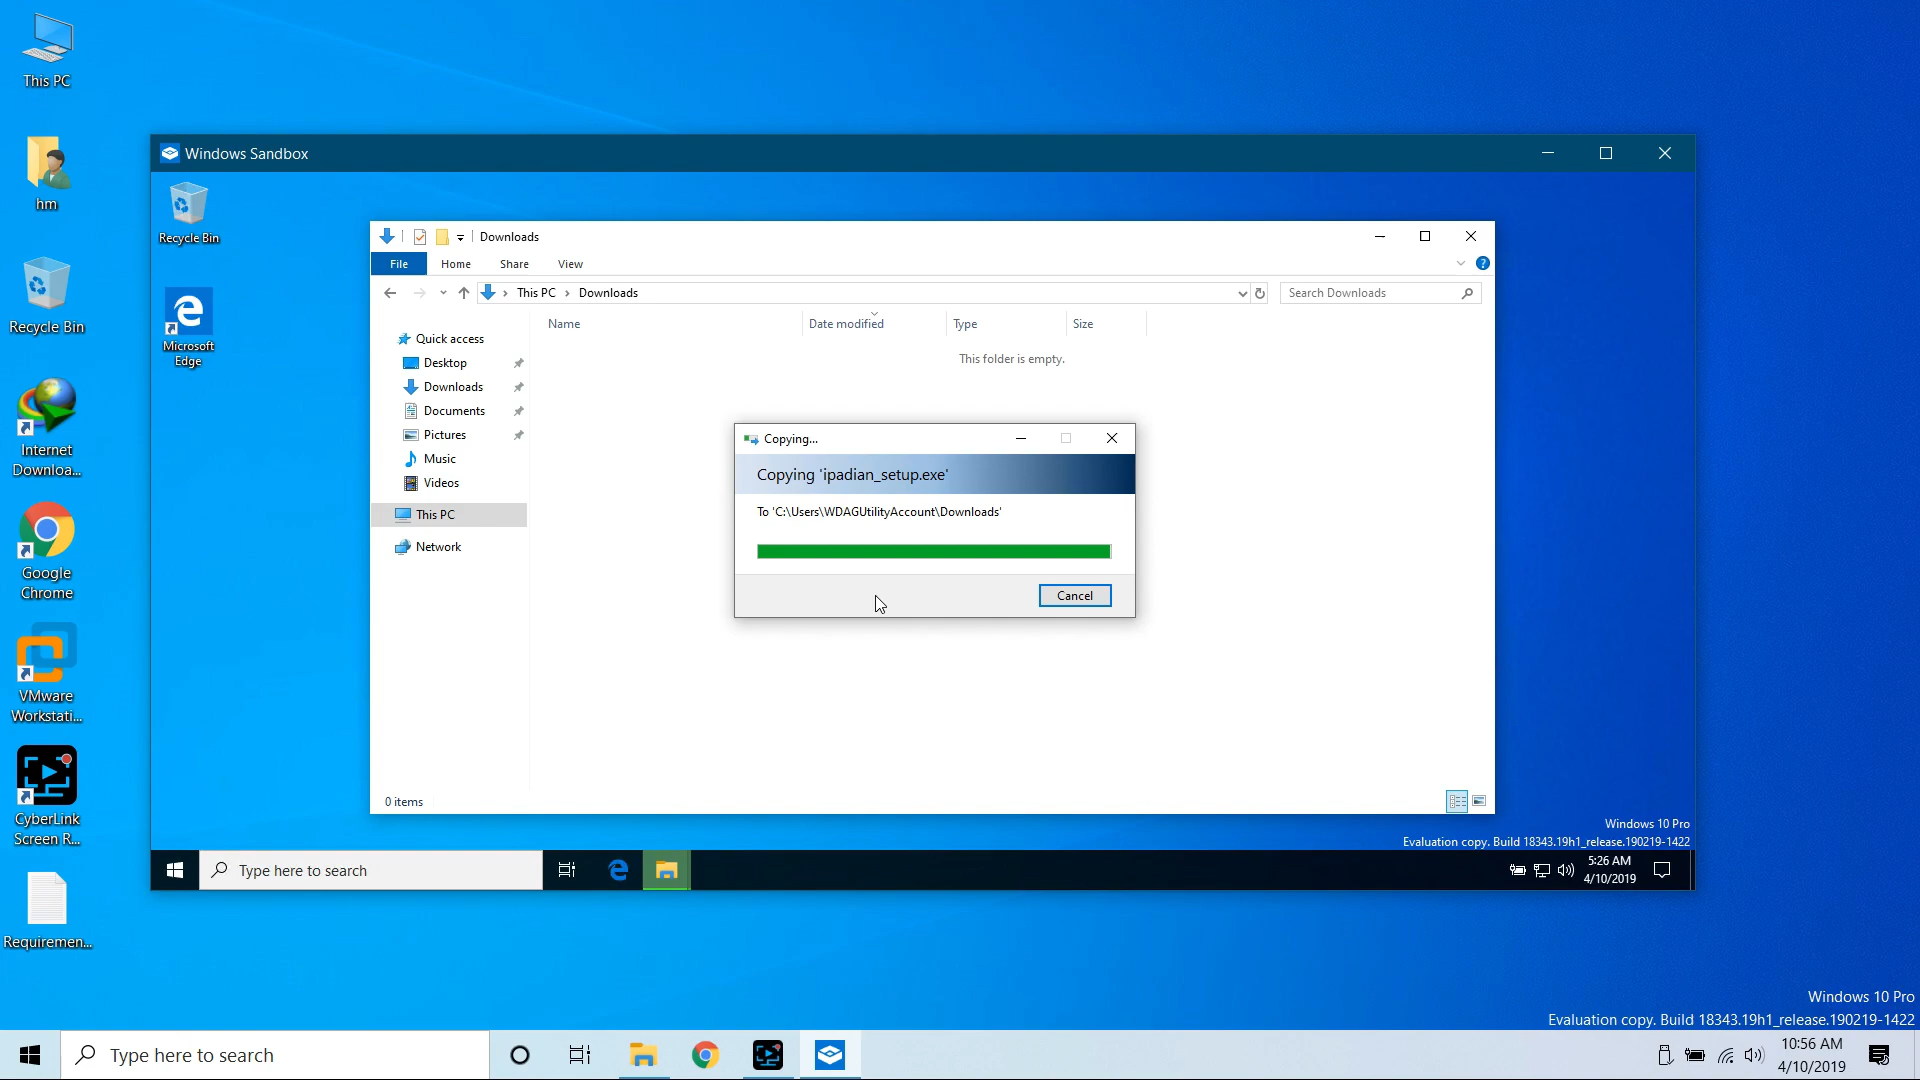 This PC
hm
Recycle Bin
Internet
Downloa...
Google
Chrome
VMware
Workstati...
CyberLink
Screen R...
Requiremen...
Windows Sandbox
Recycle Bin
Microsoft
Edge
Downloads
File Home Share View
This PC > Downloads
Search Downloads
Name Date modified Type Size
This folder is empty.
Quick access
Desktop
Downloads
Documents
Pictures
Music
Videos
This PC
Network
Copying...
Copying 'ipadian_setup.exe'
To 'C:\Users\WDAGUtilityAccount\Downloads'
Cancel
0 items
Windows 10 Pro
Evaluation copy. Build 18343.19h1_release.190219-1422
Type here to search
5:26 AM
4/10/2019
Windows 10 Pro
Evaluation copy. Build 18343.19h1_release.190219-1422
Type here to search
10:56 AM
4/10/2019